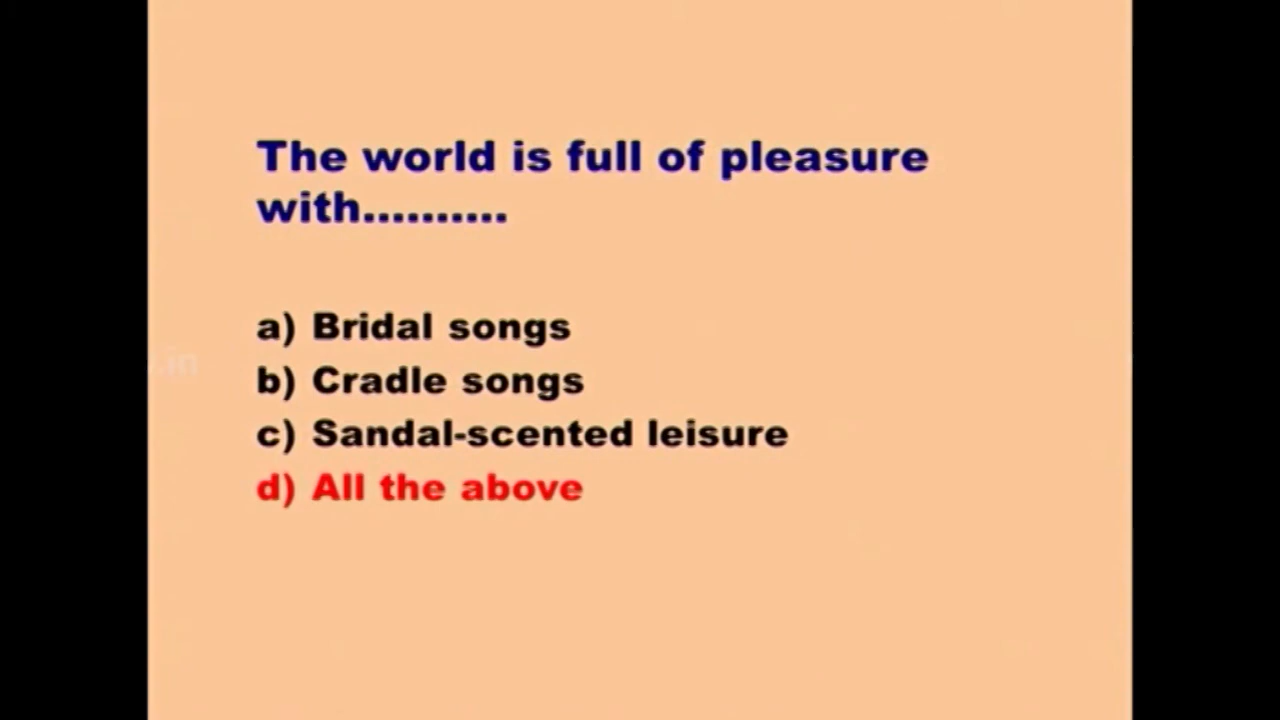 The world is full of pleasure
with..........
a) Bridal songs
b) Cradle songs
c) Sandal-scented leisure
d) All the above